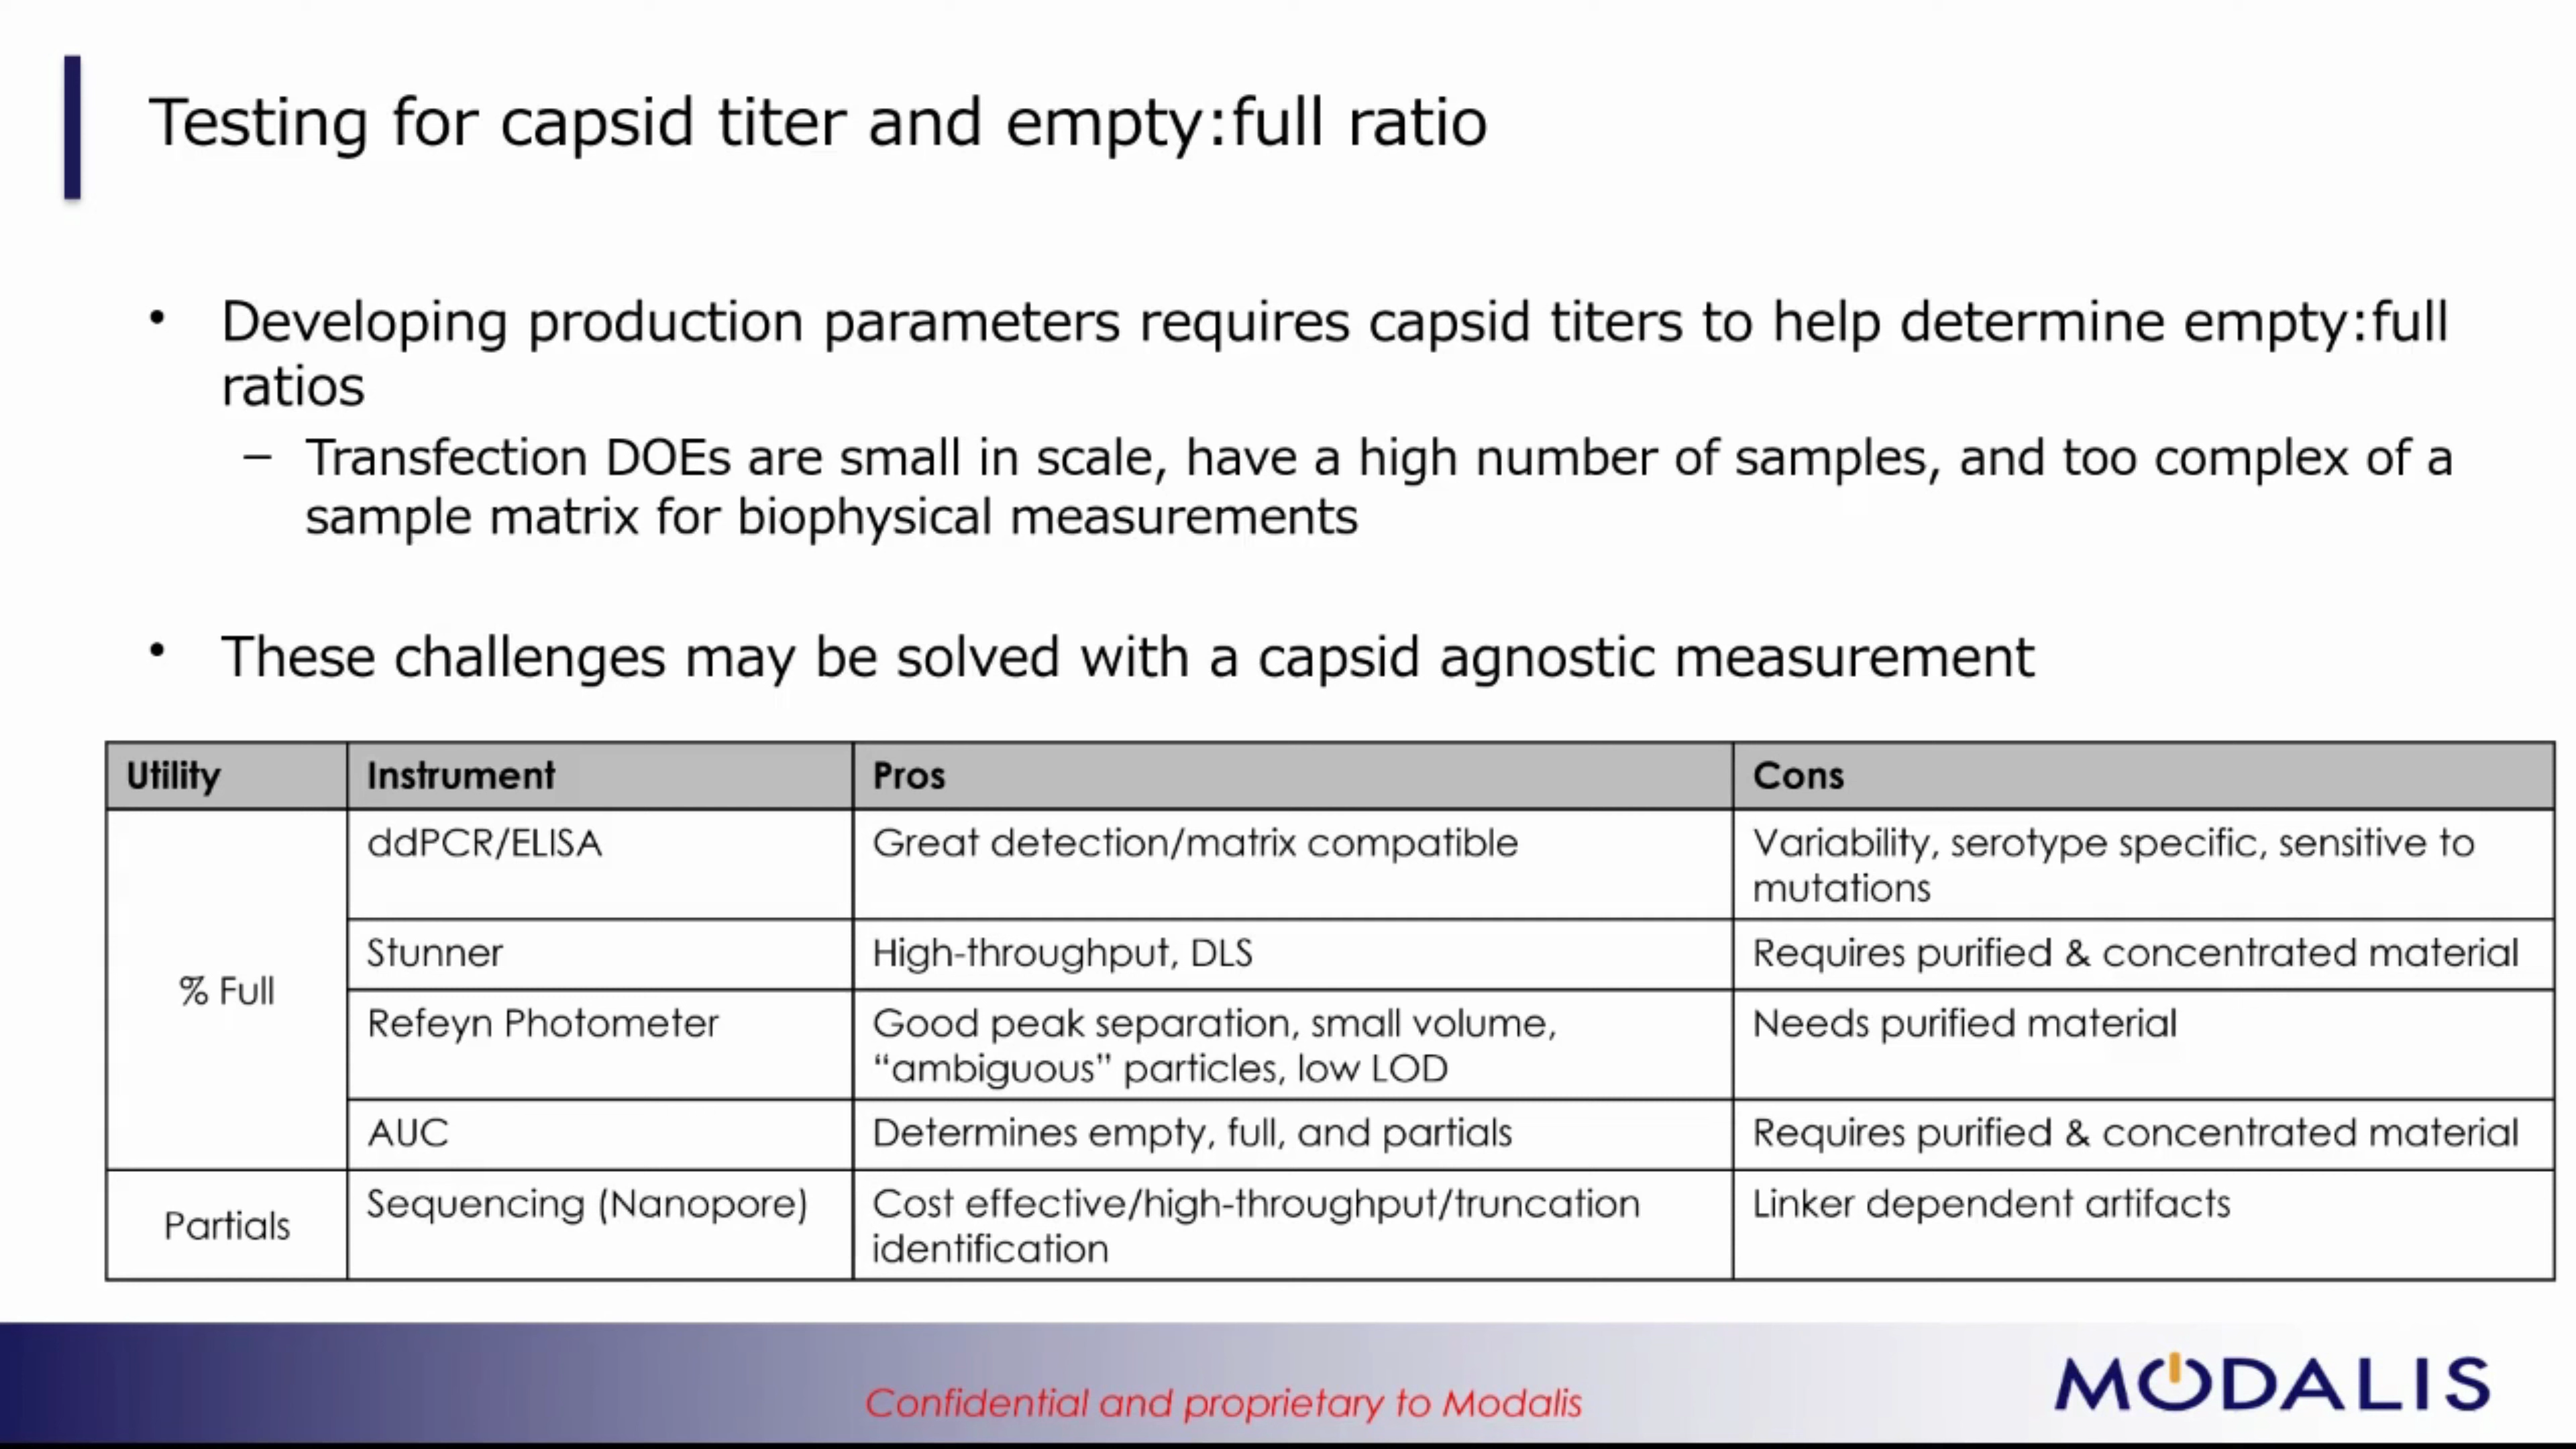 Testing for capsid titer and empty:full ratio
• Developing production parameters requires capsid titers to help determine empty:full
ratios
– Transfection DOEs are small in scale, have a high number of samples, and too complex of a
sample matrix for biophysical measurements
• These challenges may be solved with a capsid agnostic measurement
Utility Instrument Pros Cons
% Full
ddPCR/ELISA Great detection/matrix compatible Variability, serotype specific, sensitive to
mutations
Stunner High-throughput, DLS Requires purified & concentrated material
Refeyn Photometer Good peak separation, small volume, Needs purified material
“ambiguous” particles, low LOD
AUC Determines empty, full, and partials Requires purified & concentrated material
Partials
Sequencing (Nanopore) Cost effective/high-throughput/truncation Linker dependent artifacts
identification
Confidential and proprietary to Modalis
MODALIS